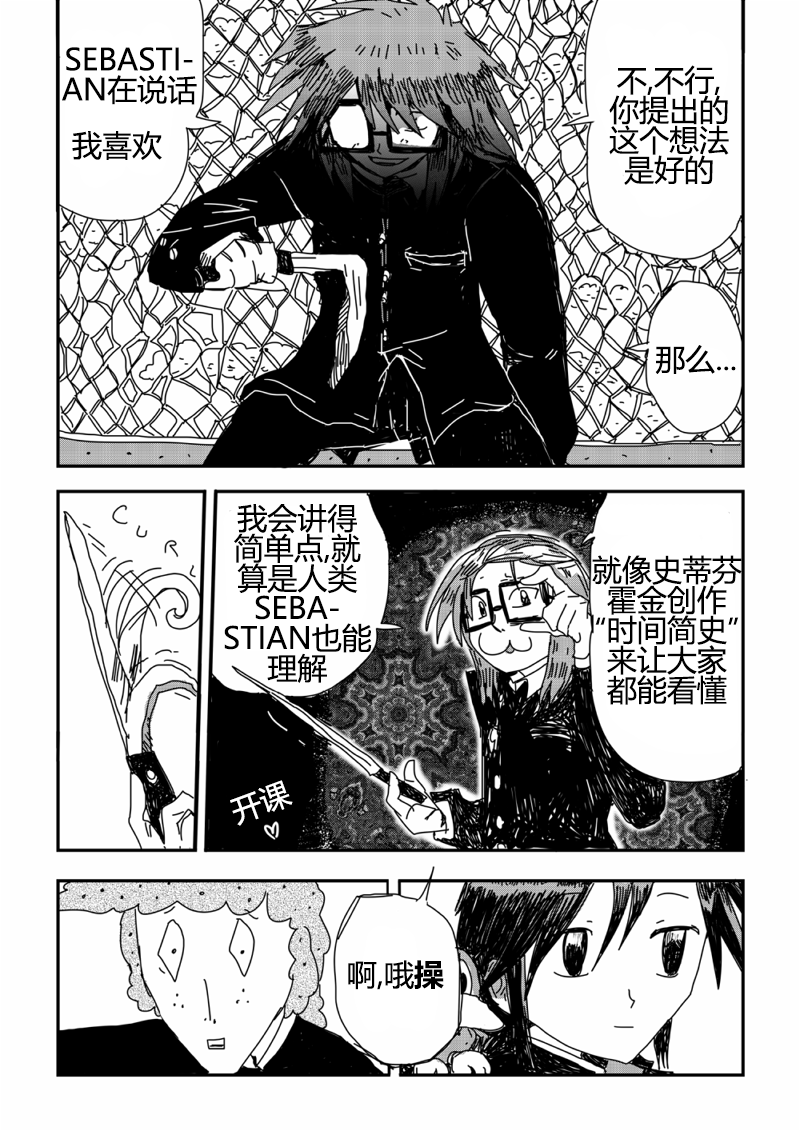 不,不行,
你提出的
这个想法
是好的
那么...
SEBASTI-
AN在说话
我喜欢
就像史蒂芬
霍金创作
“时间简史”
来让大家
都能看懂
我会讲得
简单点,就
算是人类
SEBA-
STIAN也能
理解
开课
♡
CURL
啊,哦操